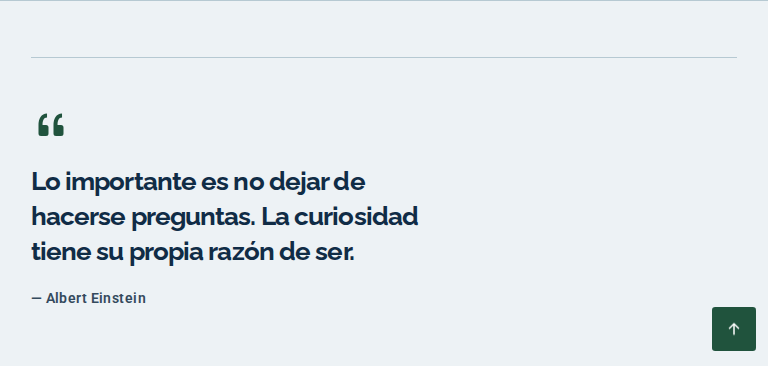 “
Lo importante es no dejar de
hacerse preguntas. La curiosidad
tiene su propia razón de ser.
— Albert Einstein